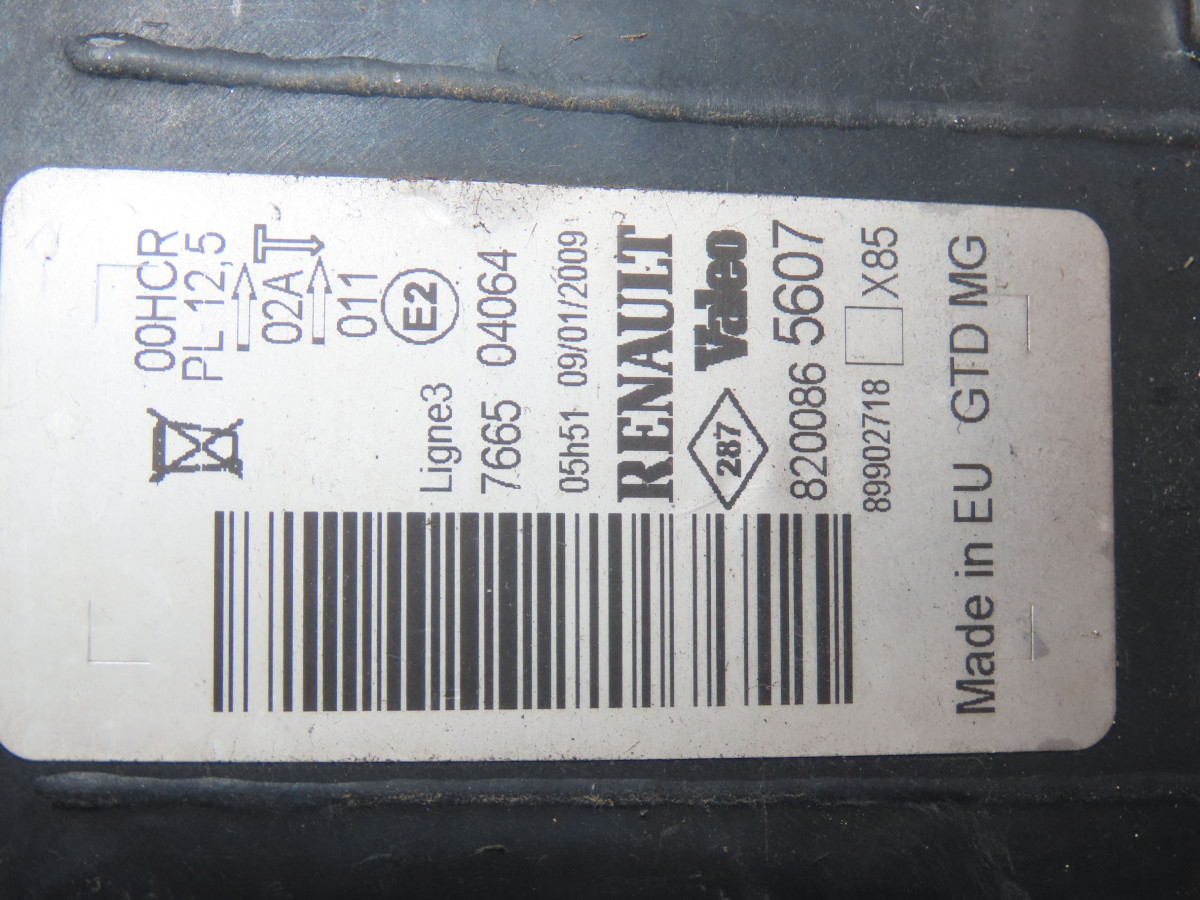 00HCR
PL 12,5
02A
011
E2
Ligne3
7665 04064
05h51 09/01/2009
RENAULT
287 Valeo
820086 5607
89902718 X85
Made in EU GTD MG